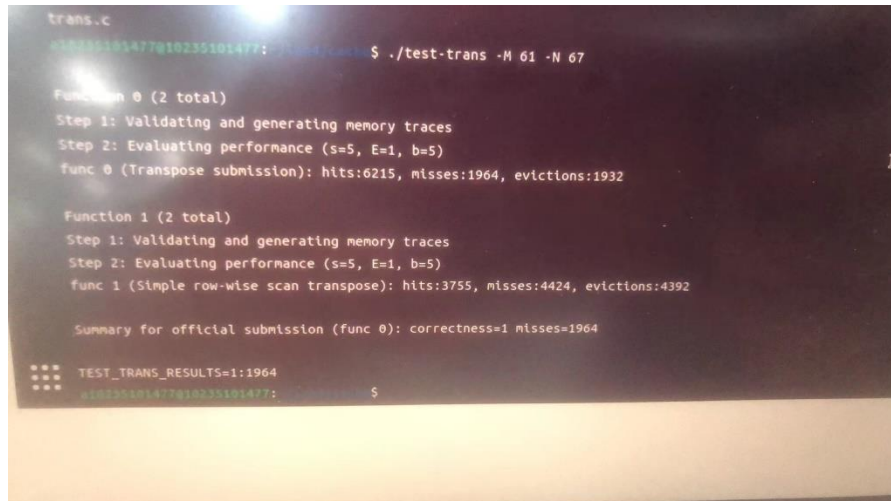 trans.c
$ ./test-trans -M 61 -N 67
Function 0 (2 total)
Step 1: Validating and generating memory traces
Step 2: Evaluating performance (s=5, E=1, b=5)
func 0 (Transpose submission): hits:6215, misses:1964, evictions:1932
Function 1 (2 total)
Step 1: Validating and generating memory traces
Step 2: Evaluating performance (s=5, E=1, b=5)
func 1 (Simple row-wise scan transpose): hits:3755, misses:4424, evictions:4392
Summary for official submission (func 0): correctness=1 misses=1964
TEST_TRANS_RESULTS=1:1964
$